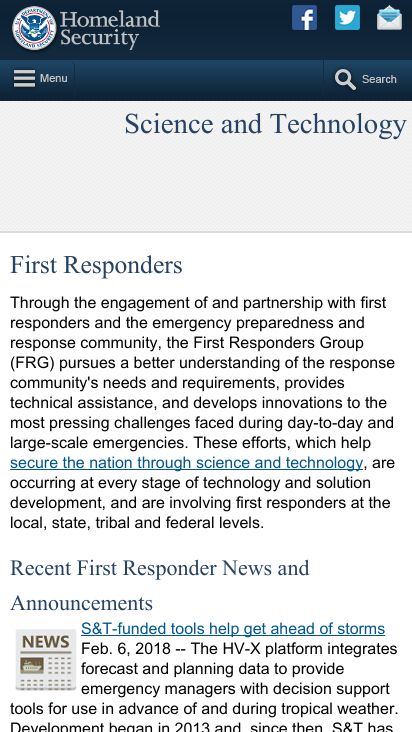 Homeland
Security
Menu
Search
Science and Technology
First Responders
Through the engagement of and partnership with first
responders and the emergency preparedness and
response community, the First Responders Group
(FRG) pursues a better understanding of the response
community's needs and requirements, provides
technical assistance, and develops innovations to the
most pressing challenges faced during day-to-day and
large-scale emergencies. These efforts, which help
secure the nation through science and technology, are
occurring at every stage of technology and solution
development, and are involving first responders at the
local, state, tribal and federal levels.
Recent First Responder News and
Announcements
NEWS
S&T-funded tools help get ahead of storms
Feb. 6, 2018 -- The HV-X platform integrates
forecast and planning data to provide
emergency managers with decision support
tools for use in advance of and during tropical weather.
Development began in 2013 and, since then, S&T has